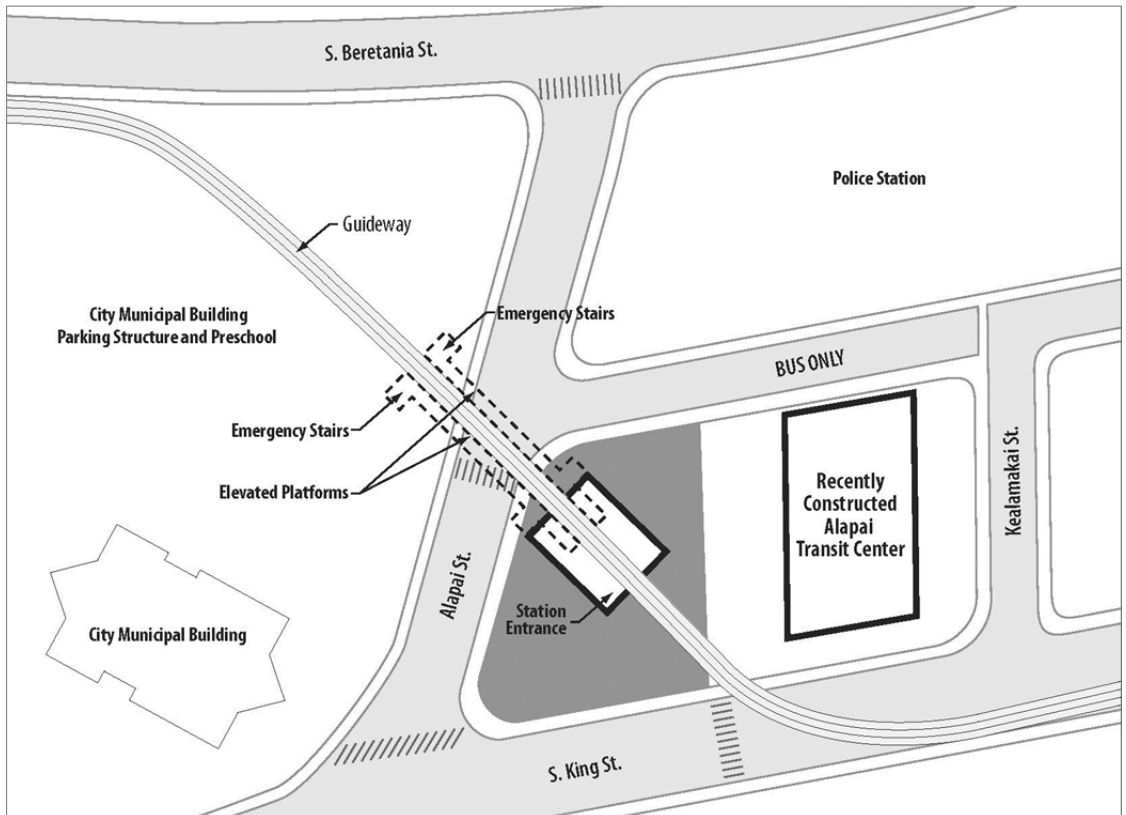 S. Beretania St.
Police Station
Guideway
City Municipal Building
Parking Structure and Preschool
Emergency Stairs
BUS ONLY
Emergency Stairs
Elevated Platforms
Recently
Constructed
Alapai
Transit Center
Kealamakai St.
Alapai St.
Station
Entrance
City Municipal Building
S. King St.